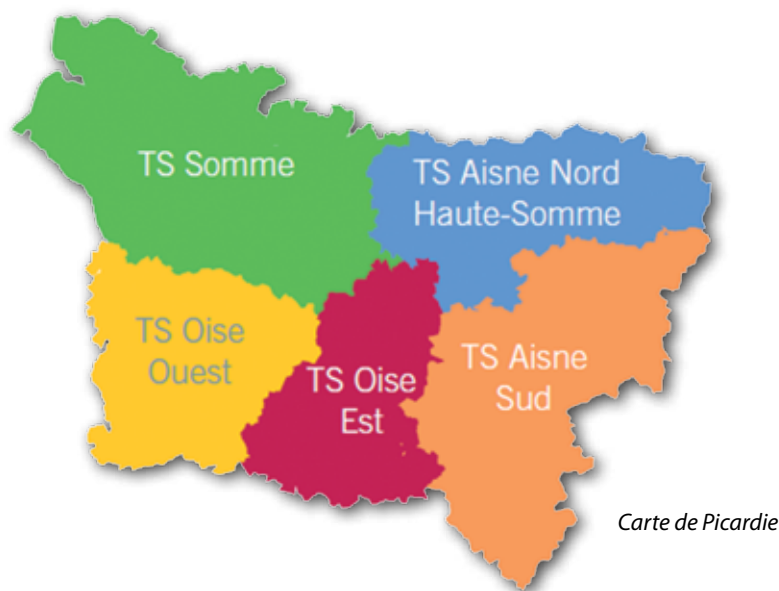 TS Somme
TS Aisne Nord
Haute-Somme
TS Oise
Ouest
TS Oise
Est
TS Aisne
Sud
Carte de Picardie